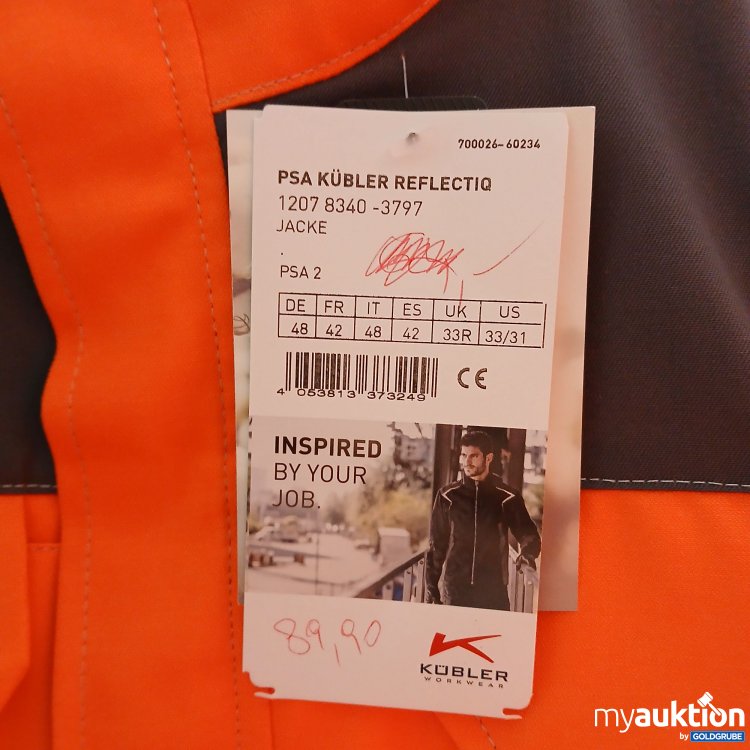 700026-60234
PSA KÜBLER REFLECTIQ
1207 8340 -3797
JACKE
.
PSA 2
DE FR IT ES UK US
48 42 48 42 33R 33/31
4 053813 373249
CE
INSPIRED
BY YOUR
JOB.
89,90
KÜBLER
WORKWEAR
myauktion
by GOLDGRUBE